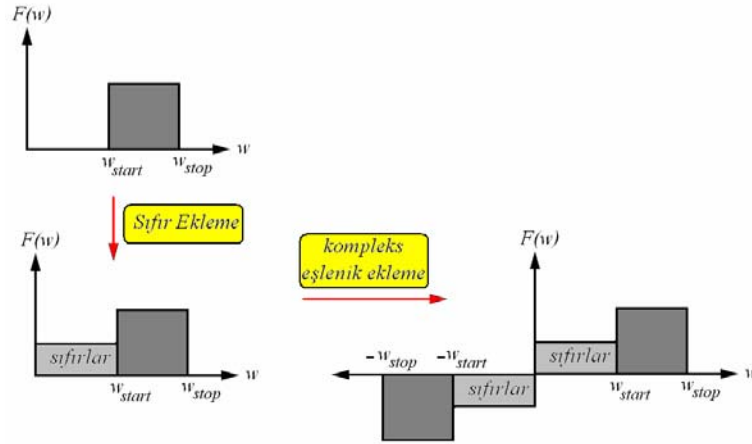 F(w)
w_start
w_stop
w
Sıfır Ekleme
F(w)
sıfırlar
w_start
w_stop
w
kompleks
eşlenik ekleme
F(w)
-w_stop
-w_start
sıfırlar
sıfırlar
w_start
w_stop
w